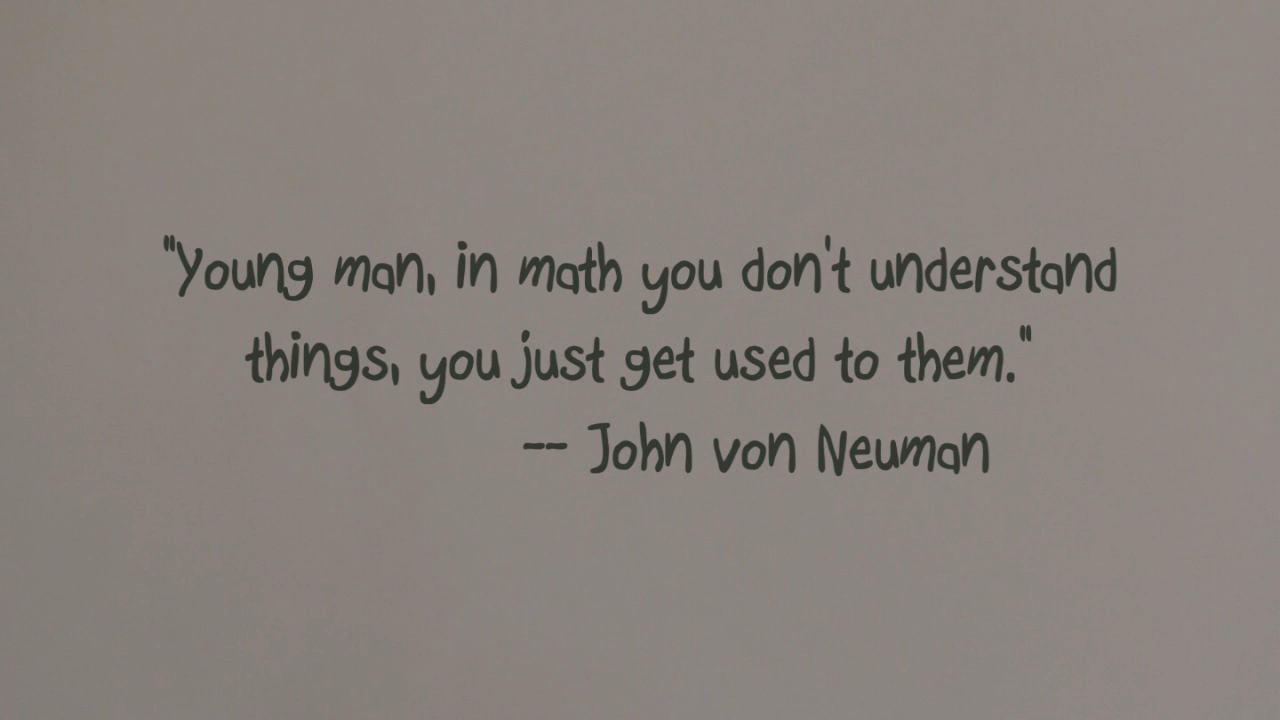 "Young man, in math you don't understand
things, you just get used to them."
-- John von Neuman